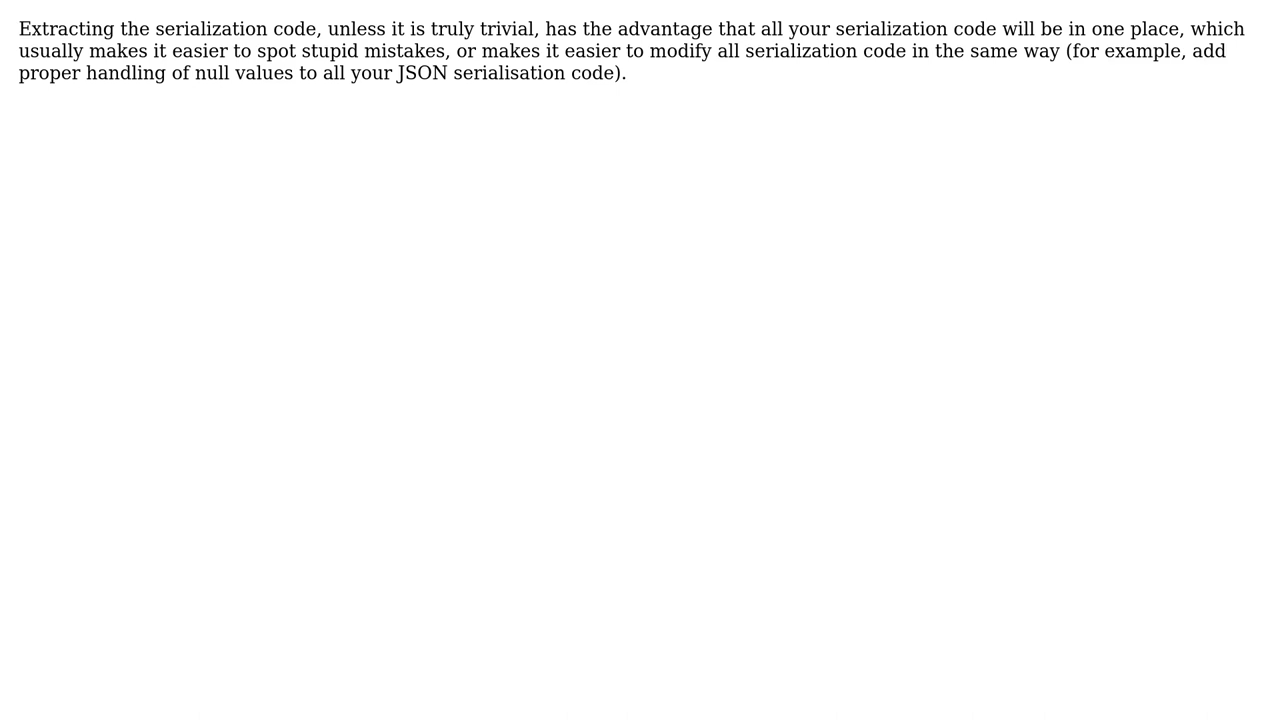 Extracting the serialization code, unless it is truly trivial, has the advantage that all your serialization code will be in one place, which
usually makes it easier to spot stupid mistakes, or makes it easier to modify all serialization code in the same way (for example, add
proper handling of null values to all your JSON serialisation code).